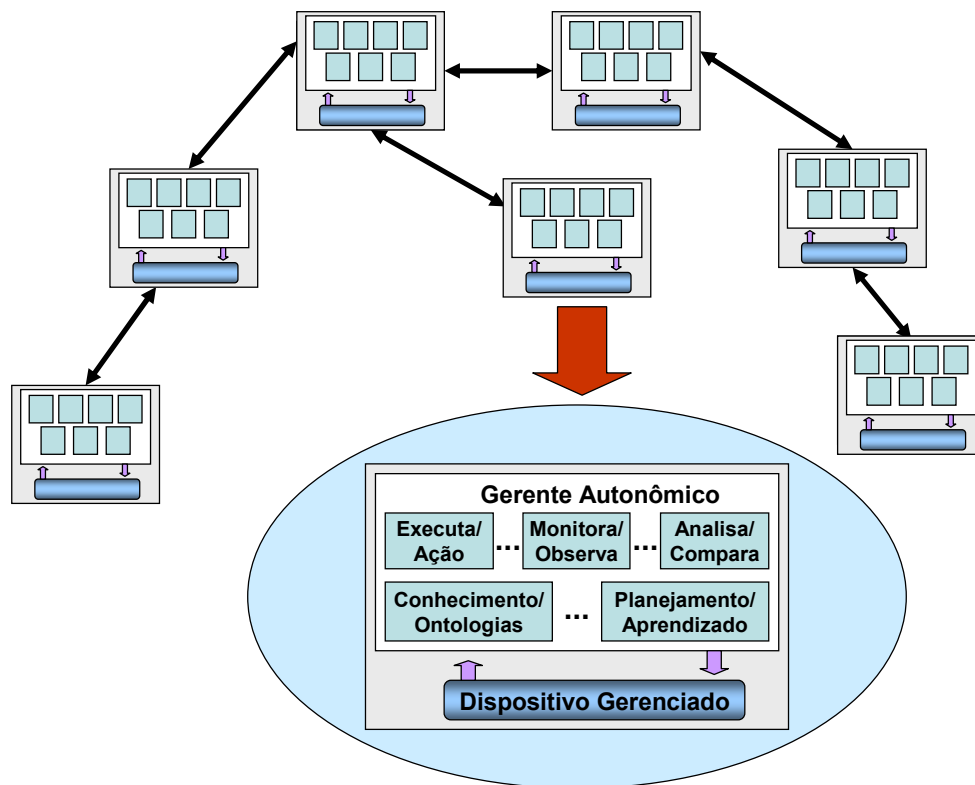 Gerente Autonômico
Executa/
Ação
...
Monitora/
Observa
...
Analisa/
Compara
Conhecimento/
Ontologias
...
Planejamento/
Aprendizado
Dispositivo Gerenciado